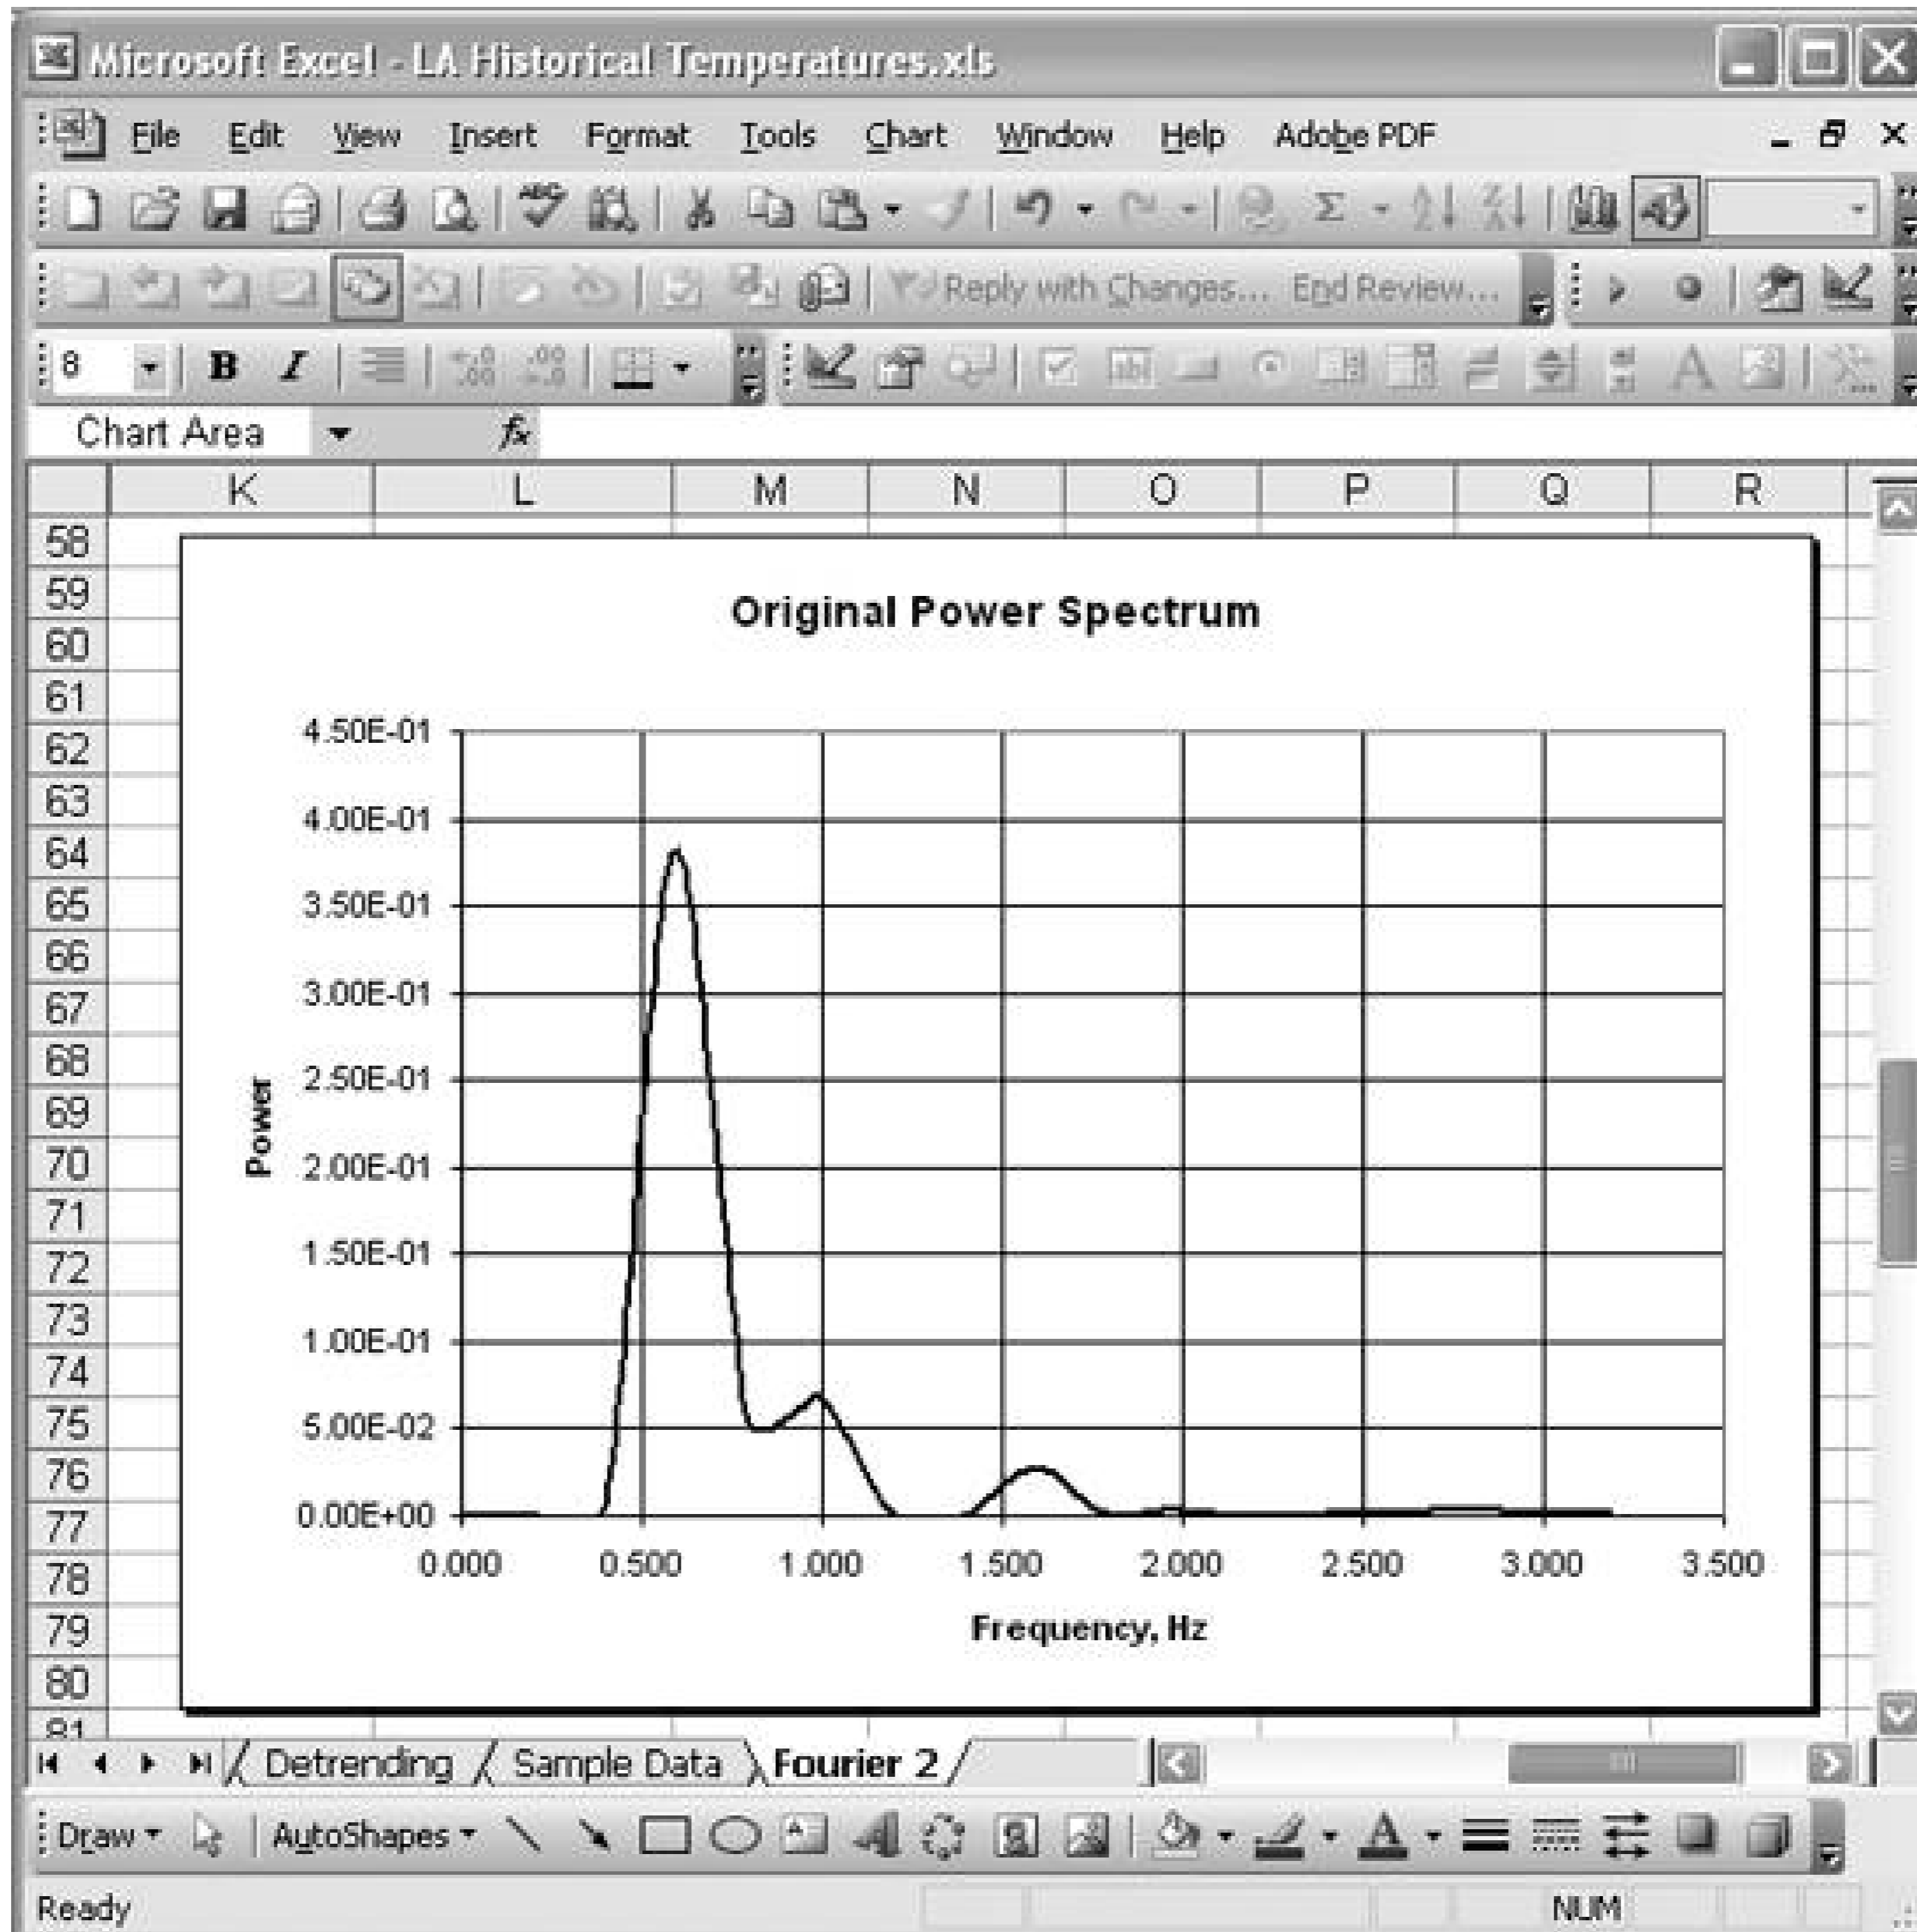 Microsoft Excel - LA Historical Temperatures.xls
File Edit View Insert Format Tools Chart Window Help Adobe PDF
Reply with Changes... End Review...
8 B I
Chart Area fx
K L M N O P Q R
58
59
60
61
62
63
64
65
66
67
68
69
70
71
72
73
74
75
76
77
78
79
80
81
Original Power Spectrum
4.50E-01
4.00E-01
3.50E-01
3.00E-01
2.50E-01
2.00E-01
1.50E-01
1.00E-01
5.00E-02
0.00E+00
Power
0.000 0.500 1.000 1.500 2.000 2.500 3.000 3.500
Frequency, Hz
Detrending Sample Data Fourier 2
Draw AutoShapes
Ready NUM